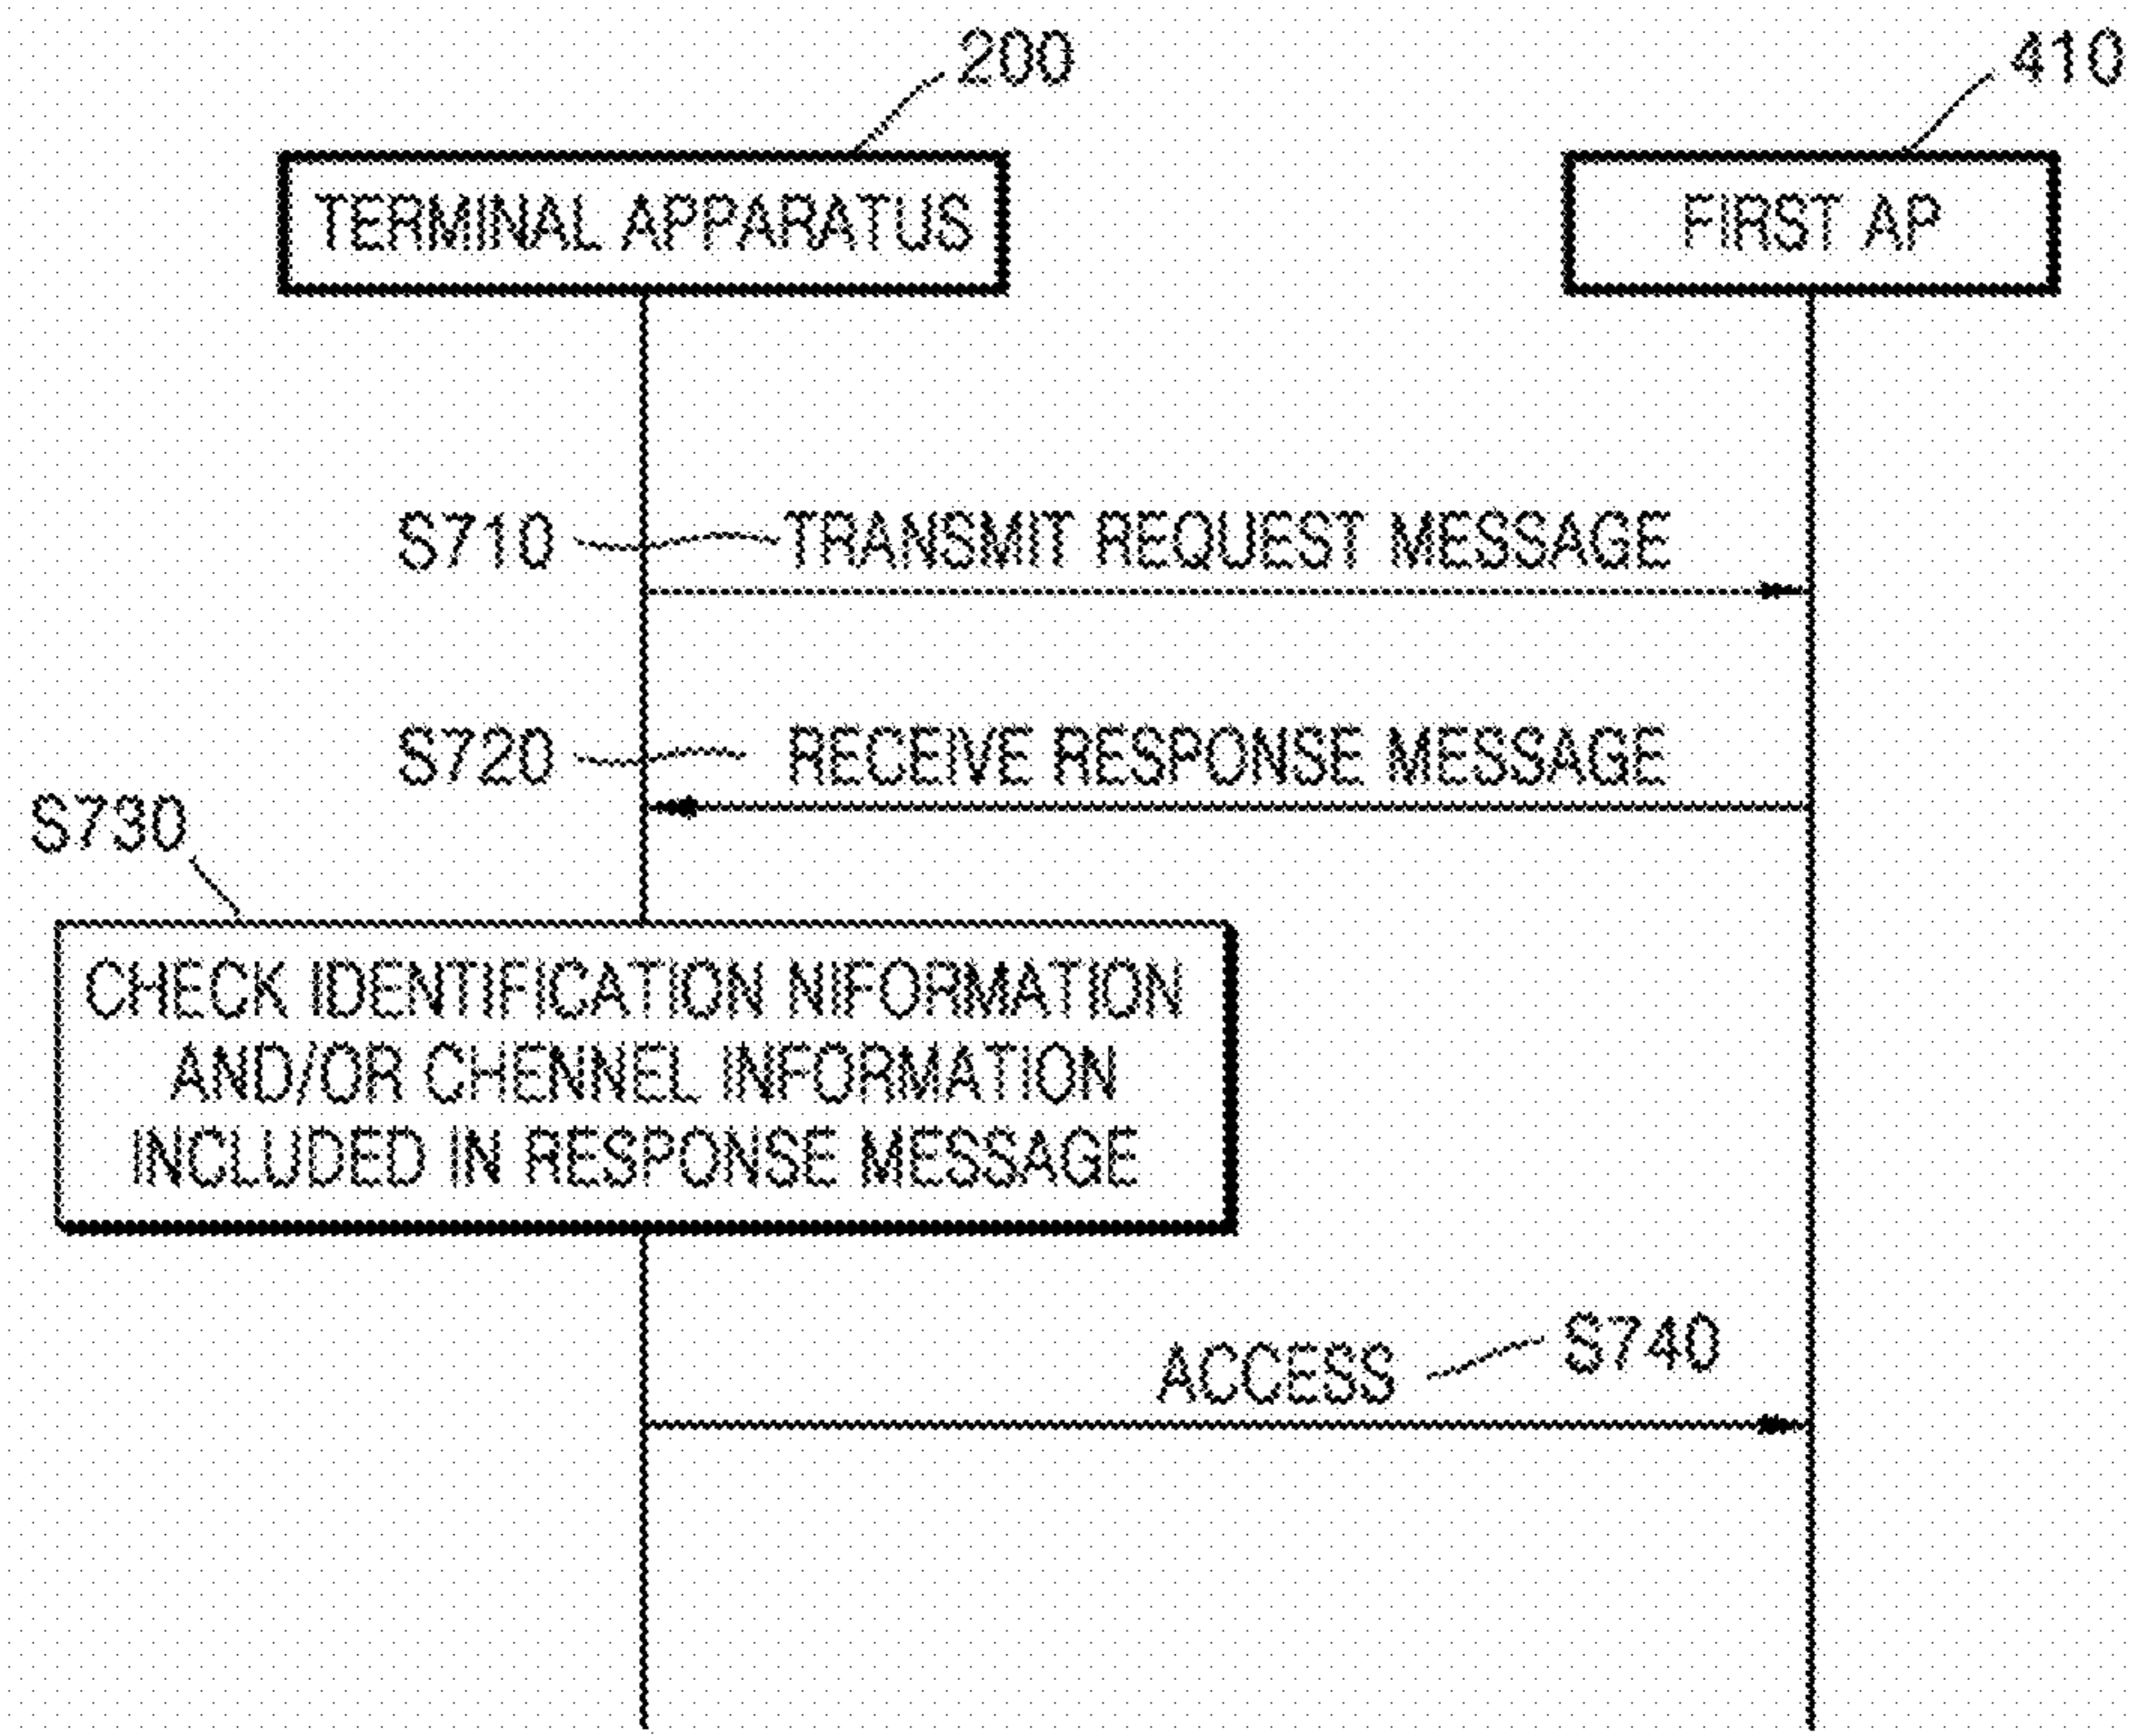 200
410
TERMINAL APPARATUS
FIRST AP
S710
TRANSMIT REQUEST MESSAGE
S720
RECEIVE RESPONSE MESSAGE
S730
CHECK IDENTIFICATION NIFORMATION
AND/OR CHENNEL INFORMATION
INCLUDED IN RESPONSE MESSAGE
ACCESS
S740